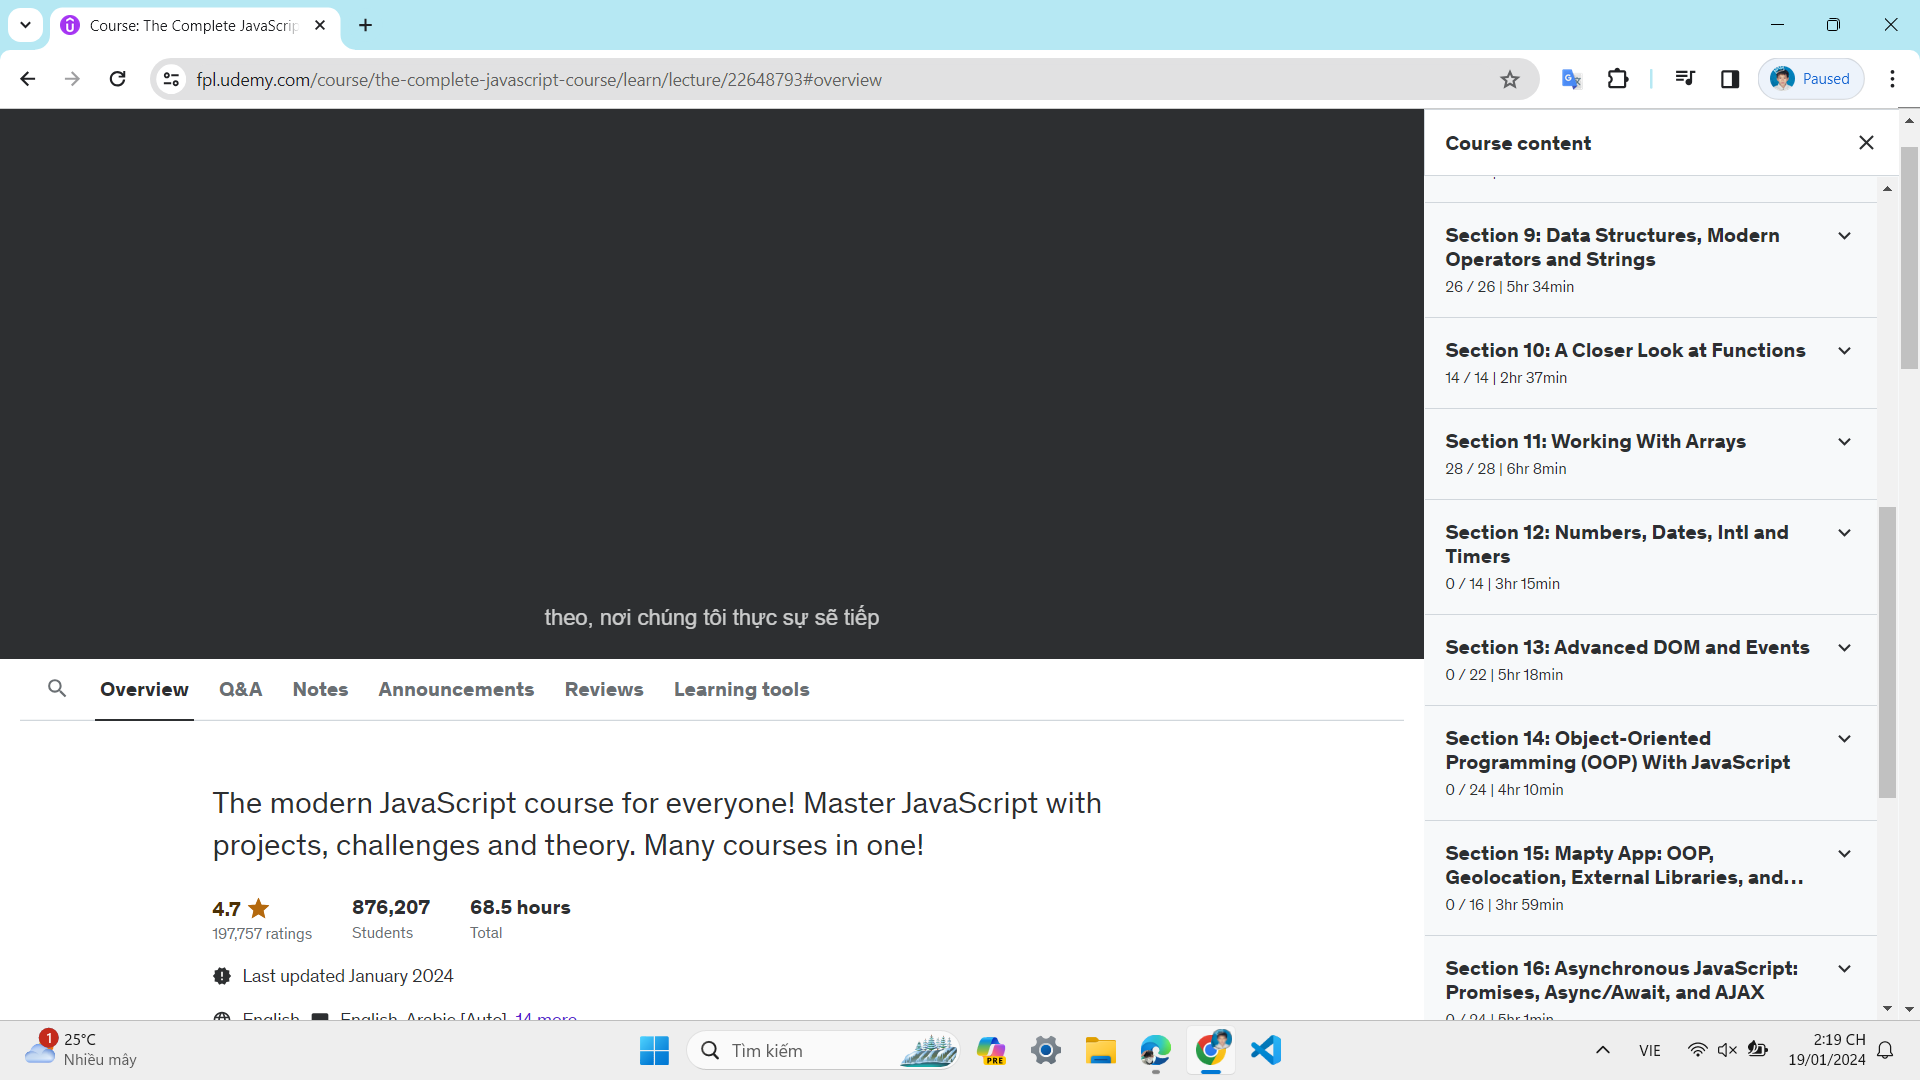 Course: The Complete JavaScrip
fpl.udemy.com/course/the-complete-javascript-course/learn/lecture/22648793#overview
Paused
theo, nơi chúng tôi thực sự sẽ tiếp
Overview
Q&A
Notes
Announcements
Reviews
Learning tools
The modern JavaScript course for everyone! Master JavaScript with
projects, challenges and theory. Many courses in one!
4.7
197,757 ratings
876,207
Students
68.5 hours
Total
Last updated January 2024
English
English, Arabic [Auto], 14 more
Course content
Section 9: Data Structures, Modern
Operators and Strings
26 / 26 | 5hr 34min
Section 10: A Closer Look at Functions
14 / 14 | 2hr 37min
Section 11: Working With Arrays
28 / 28 | 6hr 8min
Section 12: Numbers, Dates, Intl and
Timers
0 / 14 | 3hr 15min
Section 13: Advanced DOM and Events
0 / 22 | 5hr 18min
Section 14: Object-Oriented
Programming (OOP) With JavaScript
0 / 24 | 4hr 10min
Section 15: Mapty App: OOP,
Geolocation, External Libraries, and...
0 / 16 | 3hr 59min
Section 16: Asynchronous JavaScript:
Promises, Async/Await, and AJAX
0 / 24 | 5hr 1min
1
25°C
Nhiều mây
Tìm kiếm
PRE
VIE
2:19 CH
19/01/2024